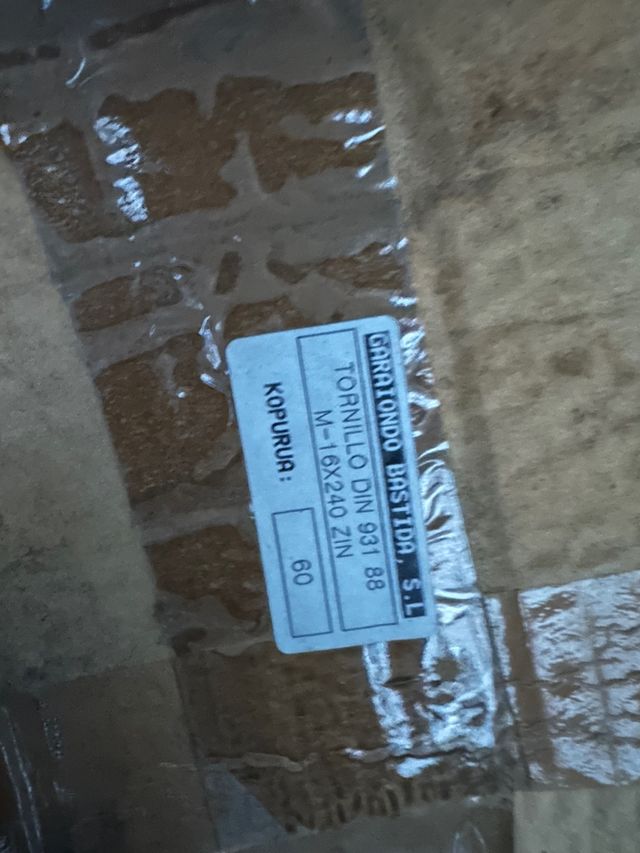 GARAIONDO BASTIDA, S.L
TORNILLO DIN 931 88
M-16X240 ZIN
KOPURUA: 60